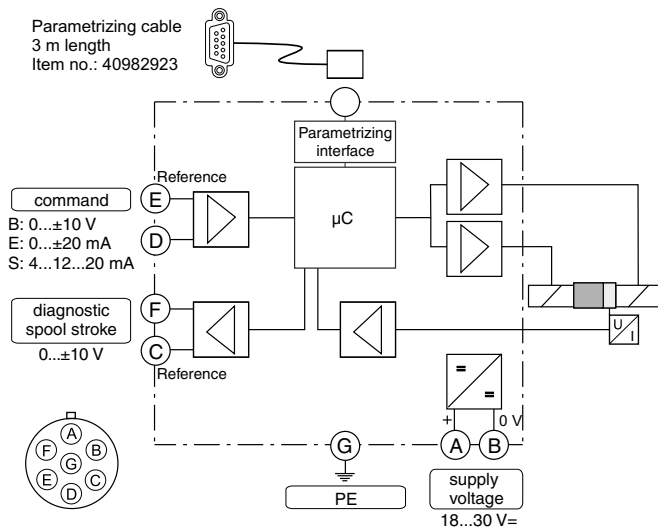 Parametrizing cable
3 m length
Item no.: 40982923
Parametrizing
interface
Reference
command
E
D
B: 0...±10 V
E: 0...±20 mA
S: 4...12...20 mA
µC
diagnostic
spool stroke
0...±10 V
F
C
Reference
U
I
=
=
+
0 V
A
B
G
PE
supply
voltage
18...30 V=
A
F
B
G
E
C
D